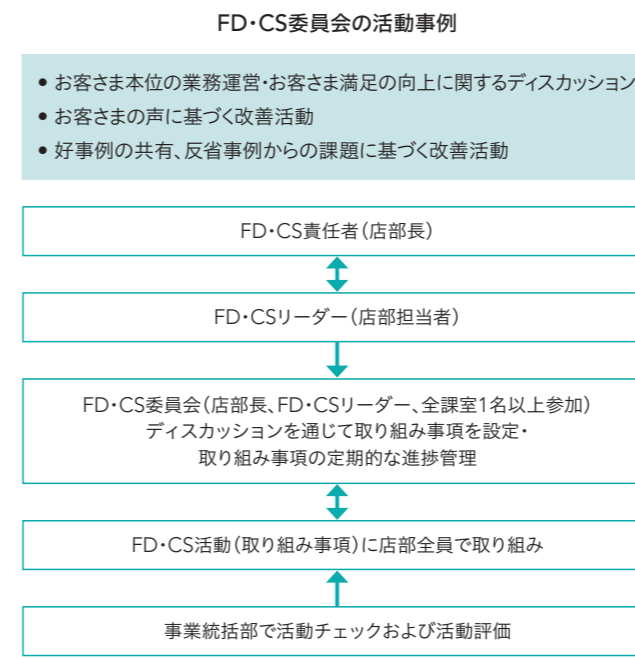 FD・CS委員会の活動事例
● お客さま本位の業務運営・お客さま満足の向上に関するディスカッション
● お客さまの声に基づく改善活動
● 好事例の共有、反省事例からの課題に基づく改善活動
FD・CS責任者(店部長)
FD・CSリーダー(店部担当者)
FD・CS委員会(店部長、FD・CSリーダー、全課室1名以上参加)
ディスカッションを通じて取り組み事項を設定・
取り組み事項の定期的な進捗管理
FD・CS活動(取り組み事項)に店部全員で取り組み
事業統括部で活動チェックおよび活動評価